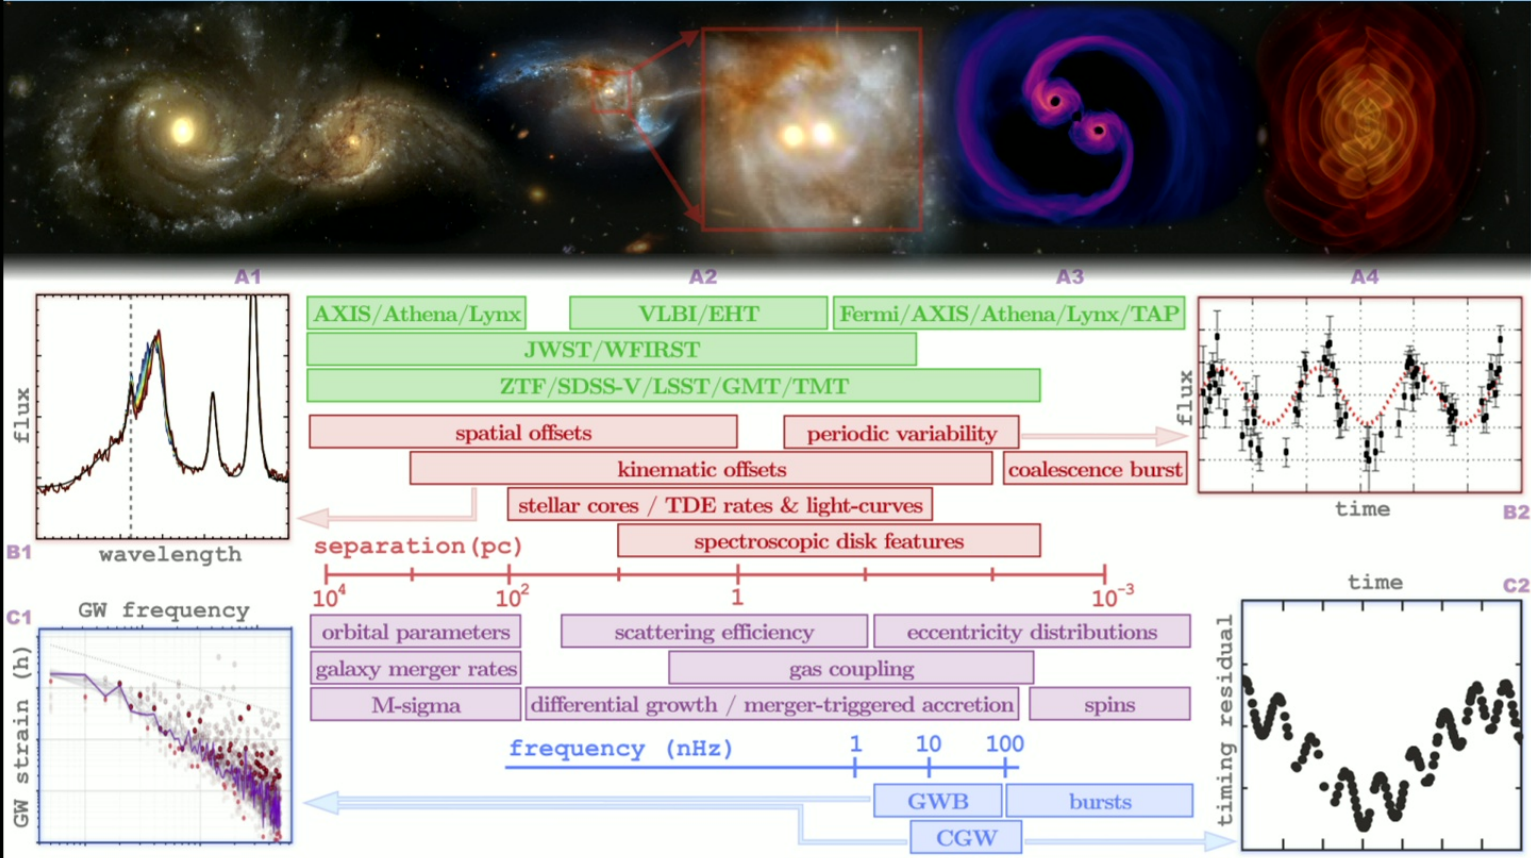 A1 A2 A3 A4
AXIS/Athena/Lynx VLBI/EHT Fermi/AXIS/Athena/Lynx/TAP
JWST/WFIRST
ZTF/SDSS-V/LSST/GMT/TMT
flux
wavelength
B1
flux
time
B2
spatial offsets periodic variability
kinematic offsets coalescence burst
stellar cores / TDE rates & light-curves
spectroscopic disk features
separation(pc)
10⁴ 10² 1 10⁻³
C1
GW frequency
GW strain (h)
time
C2
timing residual
orbital parameters scattering efficiency eccentricity distributions
galaxy merger rates gas coupling
M-sigma differential growth / merger-triggered accretion spins
frequency (nHz) 1 10 100
GWB bursts
CGW